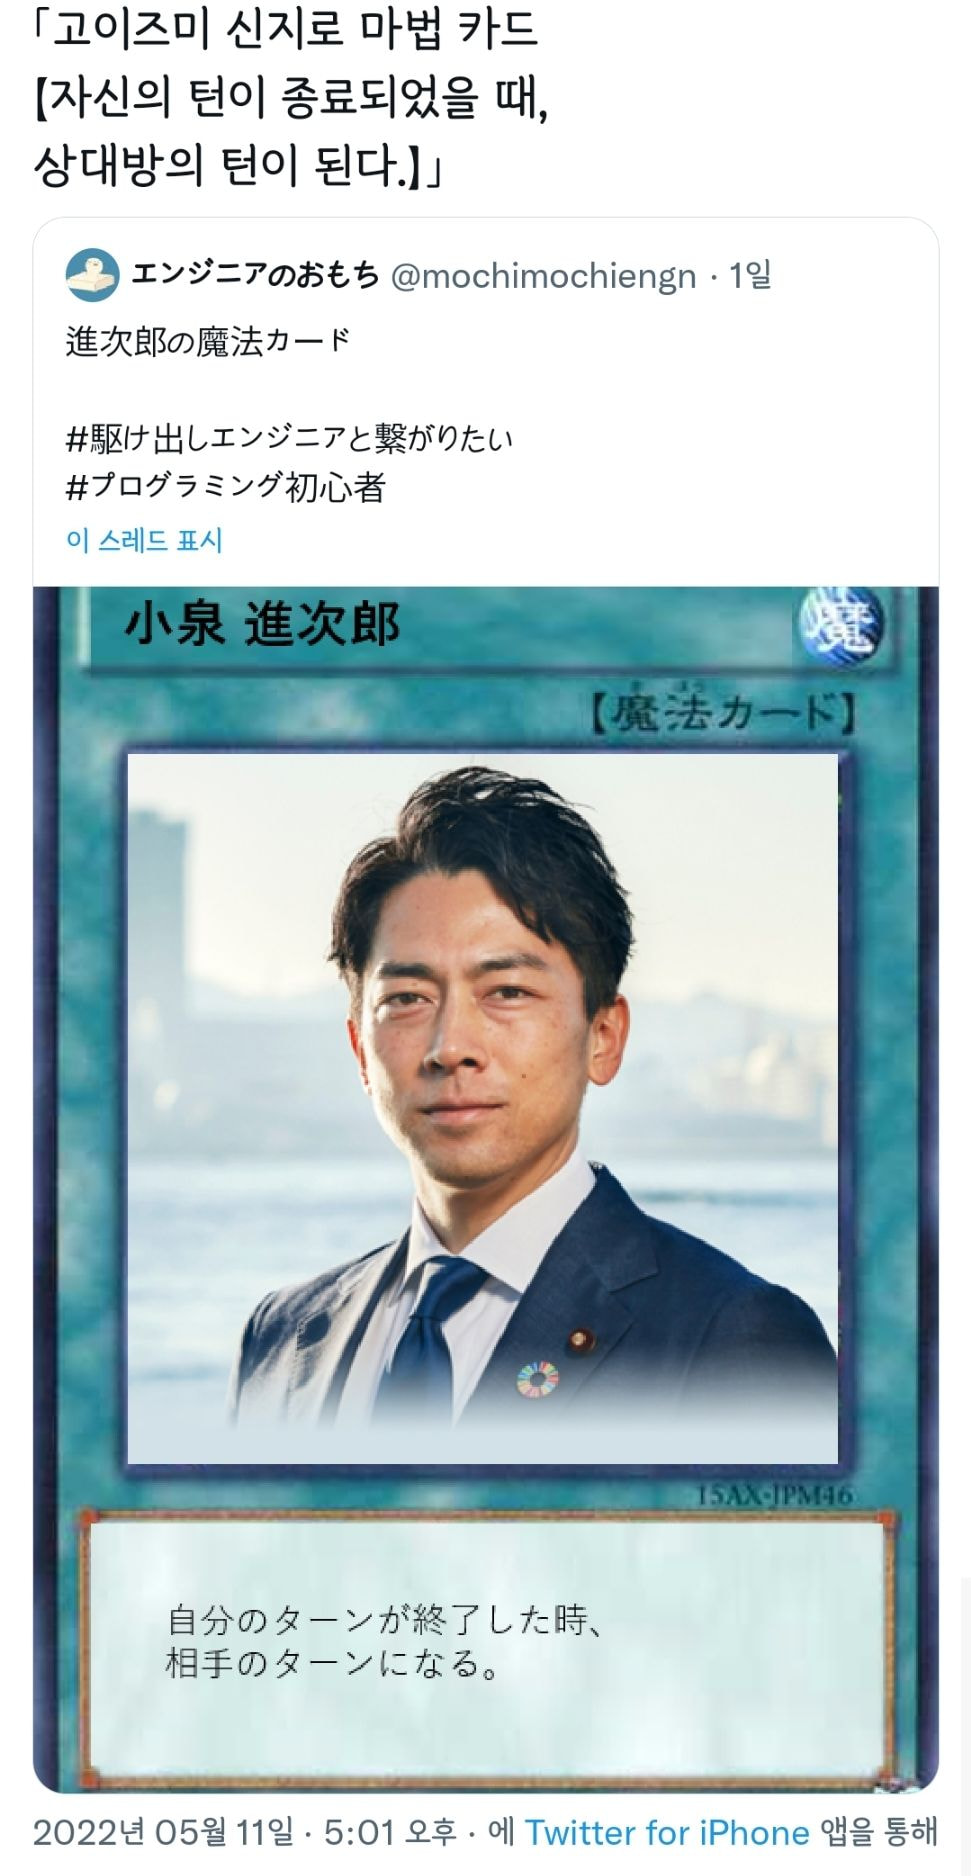 「고이즈미 신지로 마법 카드
【자신의 턴이 종료되었을 때,
상대방의 턴이 된다.】」
エンジニアのおもち @mochimochiengn · 1일
進次郎の魔法カード
#駆け出しエンジニアと繋がりたい
#プログラミング初心者
이 스레드 표시
小泉 進次郎
魔
【魔法カード】
15AX-JPM46
自分のターンが終了した時、
相手のターンになる。
2022년 05월 11일 · 5:01 오후 · 에 Twitter for iPhone 앱을 통해